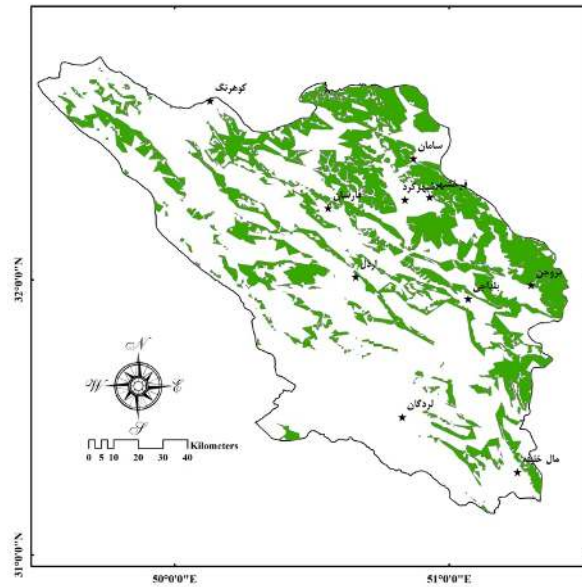 کوهرنگ
سامان
فرخشهر
شهرکرد
فارسان
بروجن
اردل
بلداجی
32°0'0"N
N
W
E
S
لردگان
Kilometers
0 5 10 20 30 40
مال خلیفه
31°0'0"N
50°0'0"E
51°0'0"E